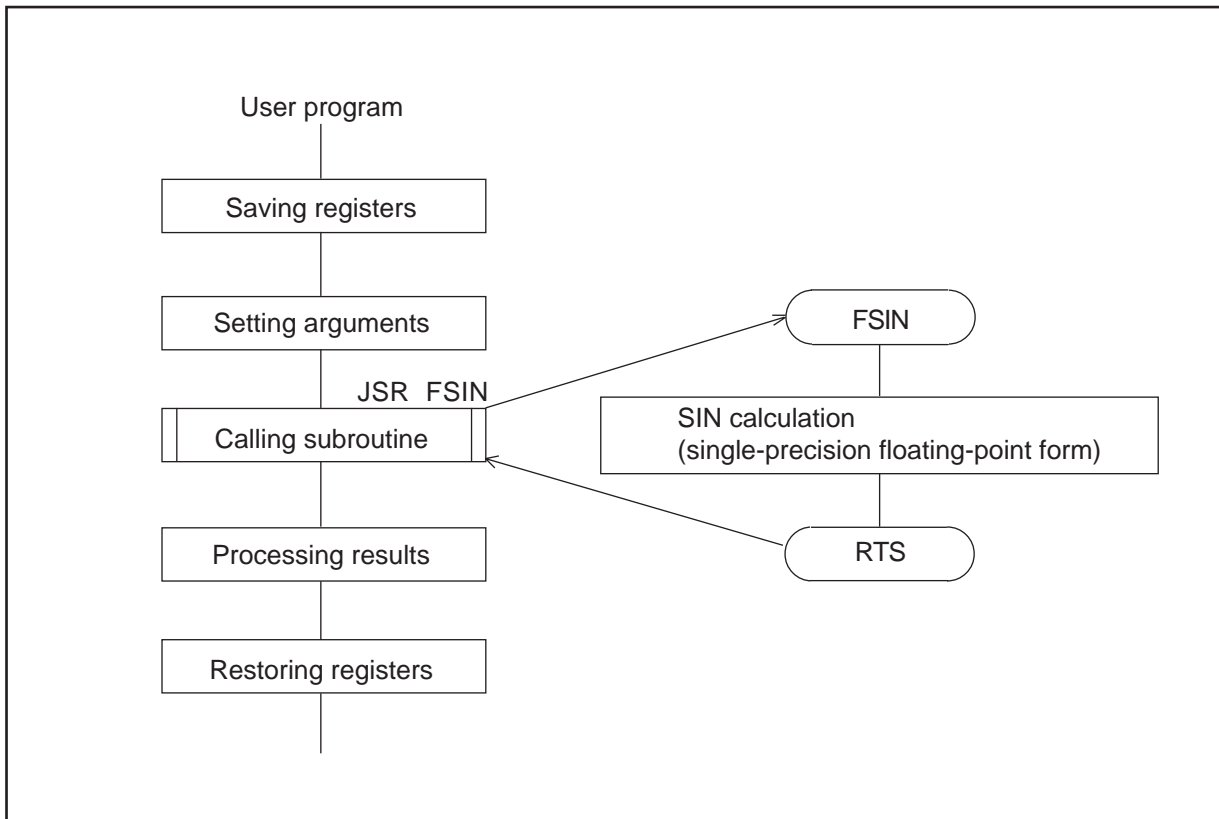 User program
Saving registers
Setting arguments
JSR FSIN
Calling subroutine
Processing results
Restoring registers
FSIN
SIN calculation
(single-precision floating-point form)
RTS